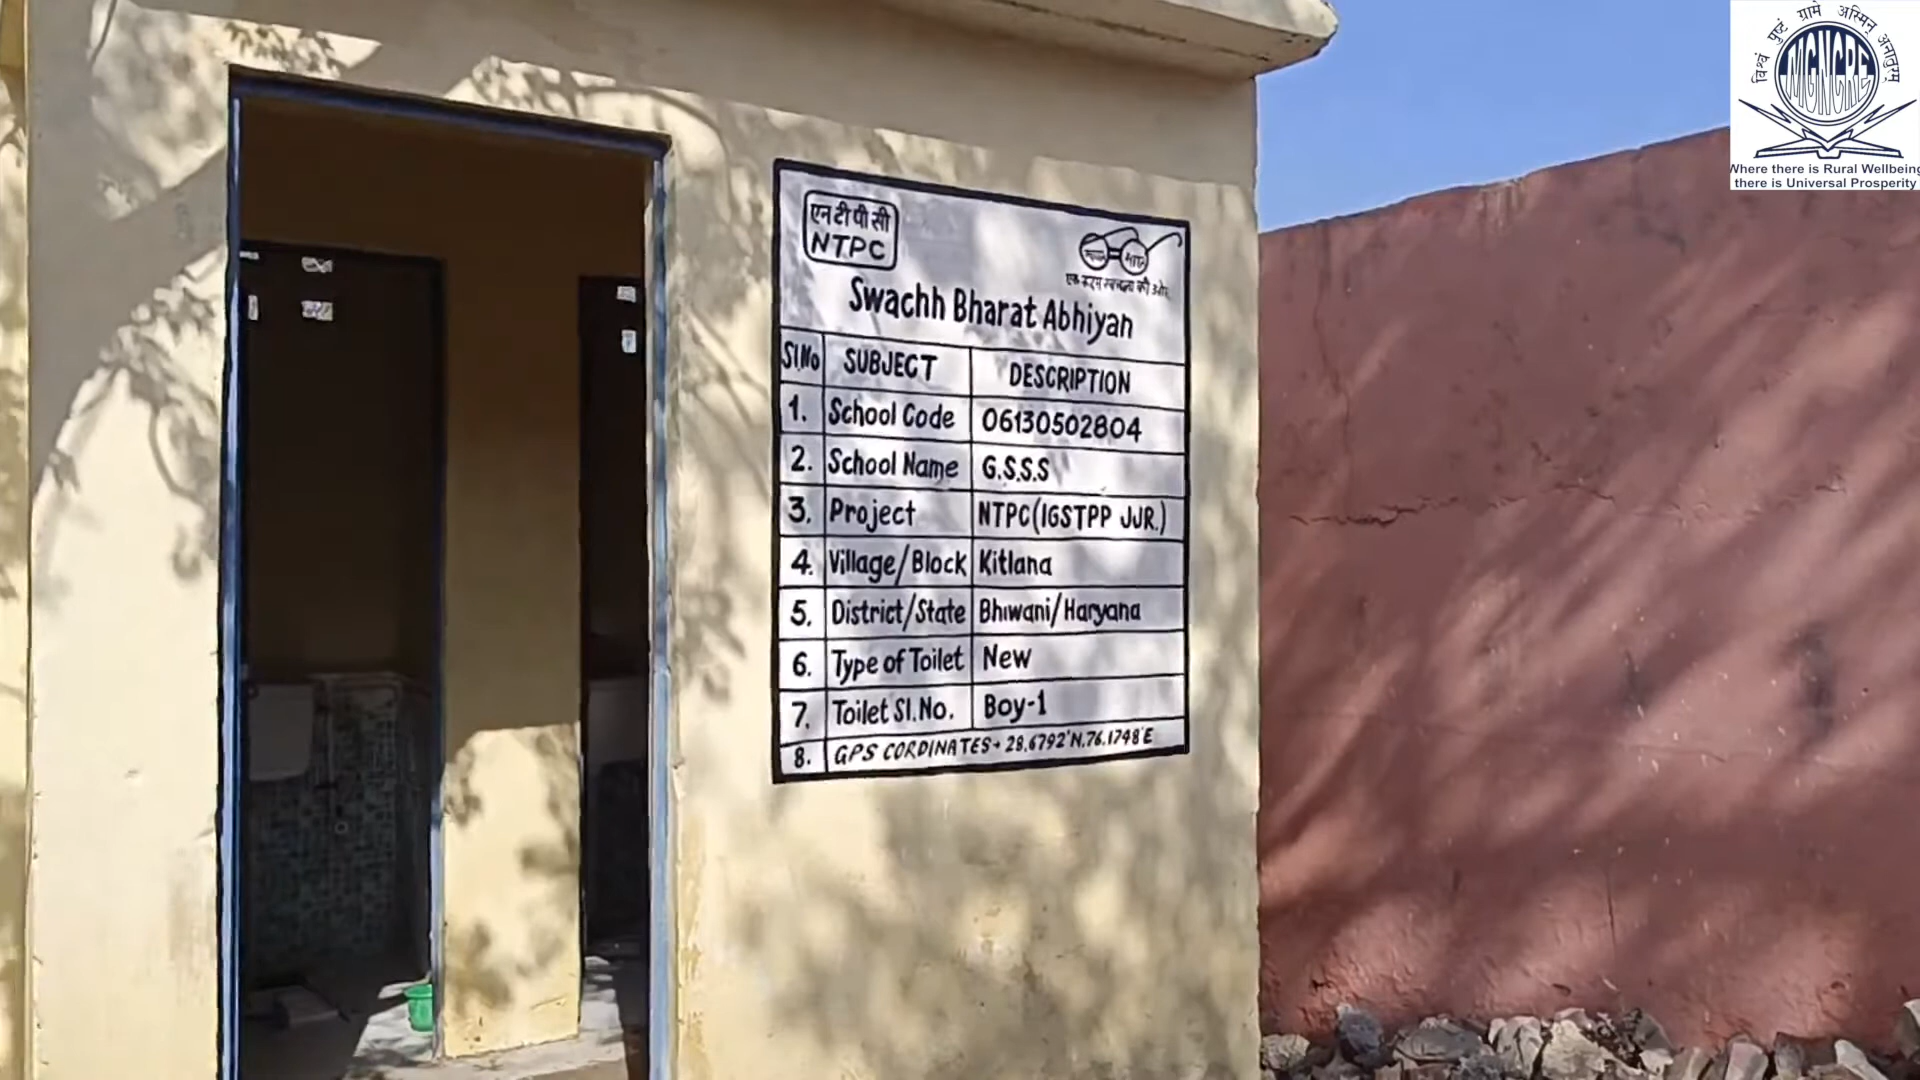 एन टी पी सी
NTPC
एक कदम स्वच्छता की ओर
Swachh Bharat Abhiyan
Sl.No SUBJECT DESCRIPTION
1. School Code 06130502804
2. School Name G.S.S.S
3. Project NTPC(IGSTPP JJR.)
4. Village/Block Kitlana
5. District/State Bhiwani/Haryana
6. Type of Toilet New
7. Toilet Sl.No. Boy-1
8. GPS CORDINATES→ 28.6792°N,76.1748°E
विश्वं पुष्टं ग्रामे अस्मिन् अनातुरम्
MGNCRE
Where there is Rural Wellbeing
there is Universal Prosperity